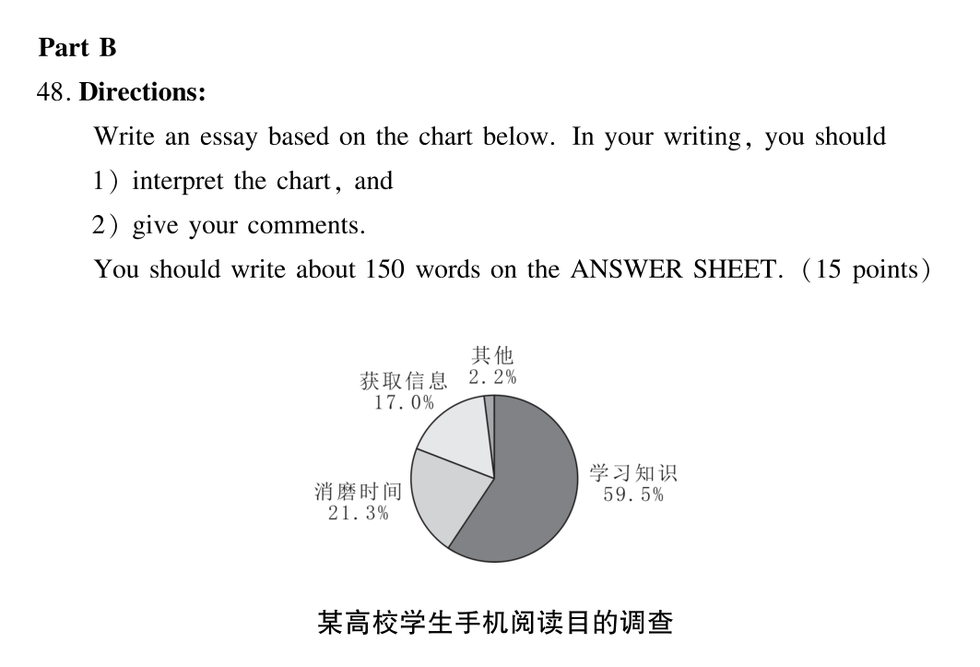 Part B
48. Directions:
Write an essay based on the chart below. In your writing, you should
1) interpret the chart, and
2) give your comments.
You should write about 150 words on the ANSWER SHEET. (15 points)
其他
2.2%
获取信息
17.0%
学习知识
59.5%
消磨时间
21.3%
某高校学生手机阅读目的调查